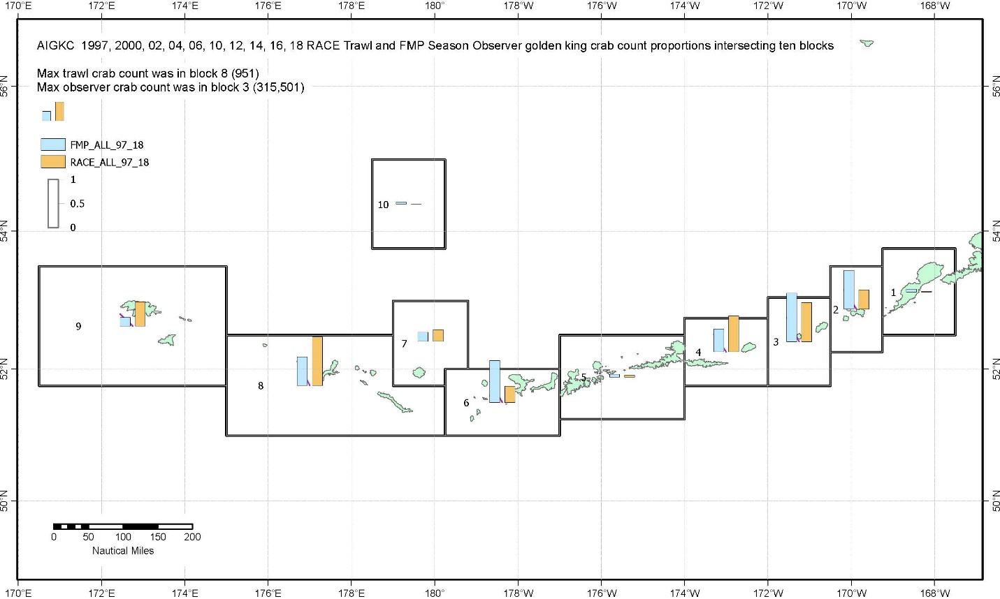 170°E 172°E 174°E 176°E 178°E 180° 178°W 176°W 174°W 172°W 170°W 168°W
AIGKC 1997, 2000, 02, 04, 06, 10, 12, 14, 16, 18 RACE Trawl and FMP Season Observer golden king crab count proportions intersecting ten blocks
Max trawl crab count was in block 8 (951)
Max observer crab count was in block 3 (315,501)
56°N 56°N
FMP_ALL_97_18
RACE_ALL_97_18
1
0.5
0
10
54°N 54°N
1
2
9
7
3
4
52°N 52°N
5
8
6
50°N 50°N
0 50 100 150 200
Nautical Miles
170°E 172°E 174°E 176°E 178°E 180° 178°W 176°W 174°W 172°W 170°W 168°W